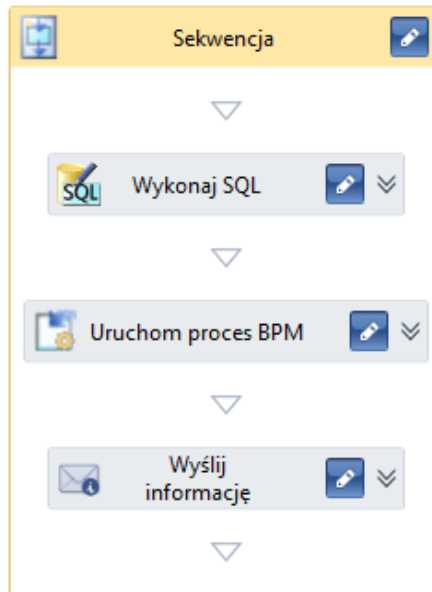 Sekwencja
SQL
Wykonaj SQL
Uruchom proces BPM
Wyślij
informację